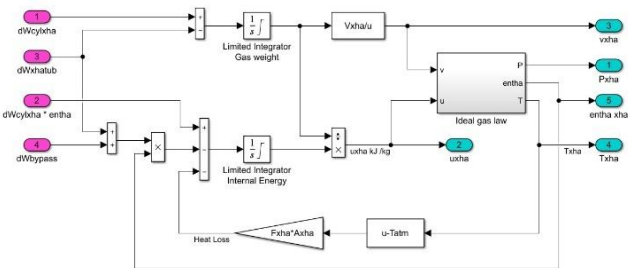 1
dWcylxha
3
dWxhatub
2
dWcylxha * entha
4
dWbypass
+
−
1
s
Limited Integrator
Gas weight
Vxha/u
3
vxha
v
u
P
entha
T
Ideal gas law
1
Pxha
5
entha xha
4
Txha
Txha
+
+
×
+
−
−
1
s
Limited Integrator
Internal Energy
÷
×
uxha kJ /kg
2
uxha
Heat Loss
Fxha*Axha
u-Tatm